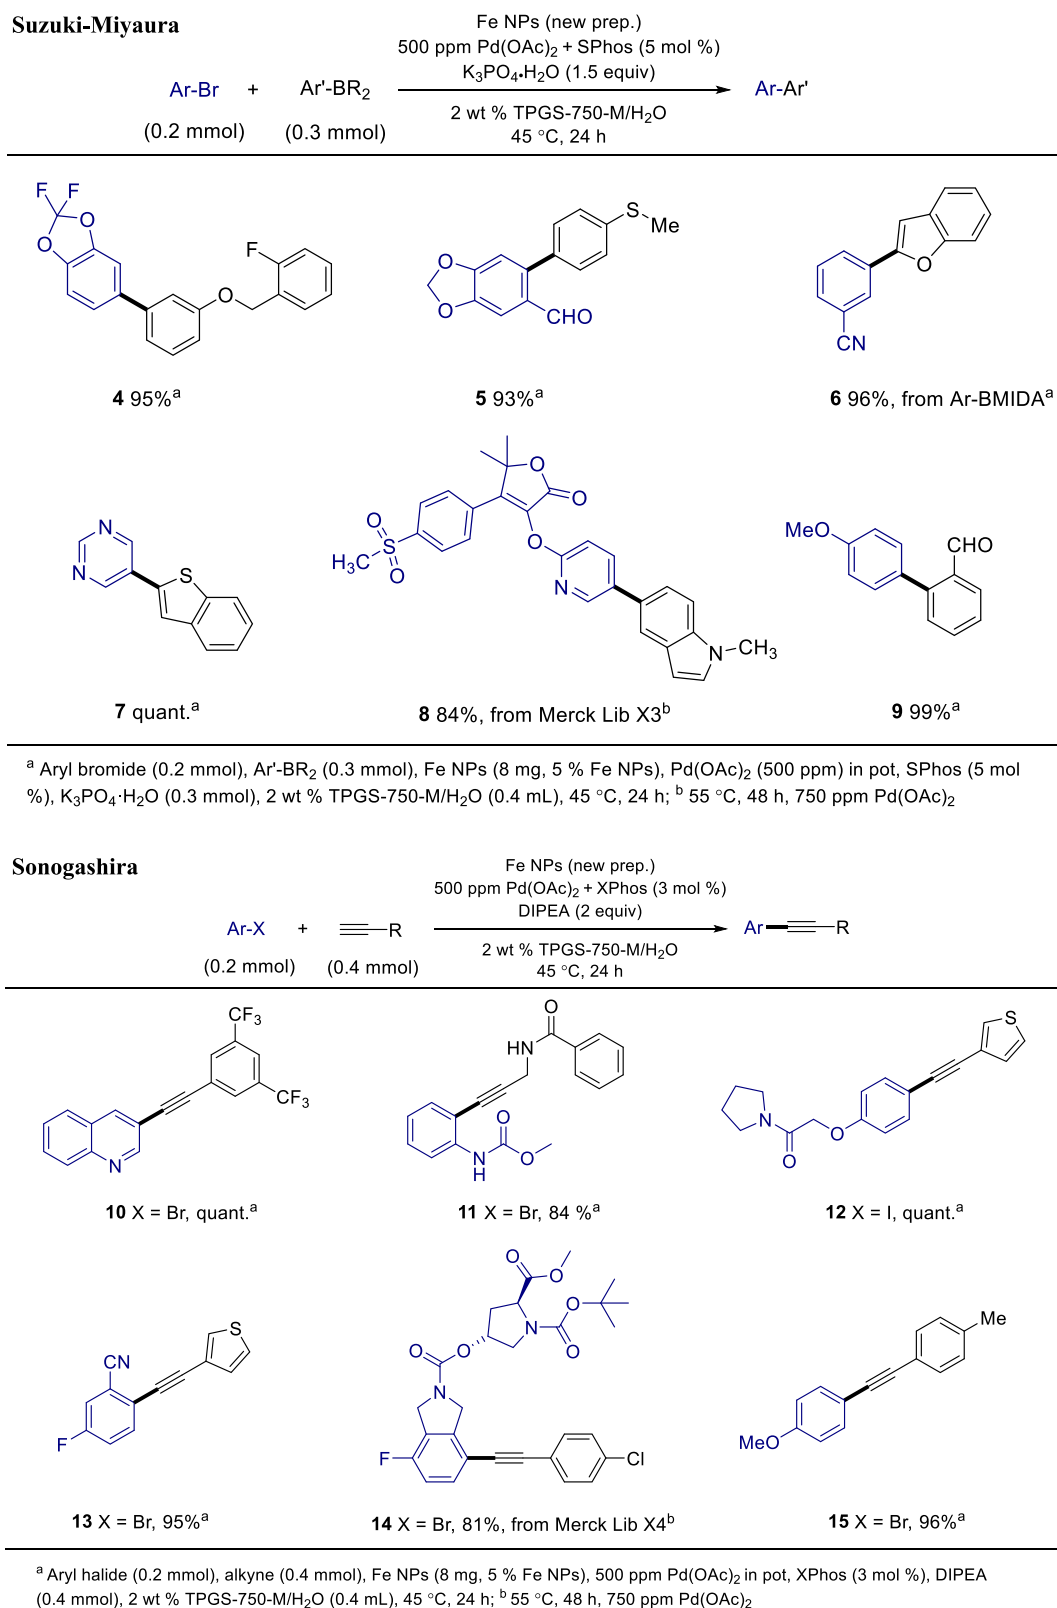 Suzuki-Miyaura
Fe NPs (new prep.)
500 ppm Pd(OAc)2 + SPhos (5 mol %)
K3PO4•H2O (1.5 equiv)
Ar-Br + Ar'-BR2 Ar-Ar'
(0.2 mmol) (0.3 mmol)
2 wt % TPGS-750-M/H2O
45 °C, 24 h
F F O O F O
S Me O O CHO
O CN
4 95%a
5 93%a
6 96%, from Ar-BMIDAa
N N S
O O O S O H3C O N N CH3
MeO CHO
7 quant.a
8 84%, from Merck Lib X3b
9 99%a
a Aryl bromide (0.2 mmol), Ar'-BR2 (0.3 mmol), Fe NPs (8 mg, 5 % Fe NPs), Pd(OAc)2 (500 ppm) in pot, SPhos (5 mol
%), K3PO4·H2O (0.3 mmol), 2 wt % TPGS-750-M/H2O (0.4 mL), 45 °C, 24 h; b 55 °C, 48 h, 750 ppm Pd(OAc)2
Sonogashira
Fe NPs (new prep.)
500 ppm Pd(OAc)2 + XPhos (3 mol %)
DIPEA (2 equiv)
Ar-X + R Ar R
(0.2 mmol) (0.4 mmol)
2 wt % TPGS-750-M/H2O
45 °C, 24 h
CF3 CF3 N
O HN O N H O
S N O O
10 X = Br, quant.a
11 X = Br, 84 %a
12 X = I, quant.a
S CN F
O O O N O O O O N F Cl
Me MeO
13 X = Br, 95%a
14 X = Br, 81%, from Merck Lib X4b
15 X = Br, 96%a
a Aryl halide (0.2 mmol), alkyne (0.4 mmol), Fe NPs (8 mg, 5 % Fe NPs), 500 ppm Pd(OAc)2 in pot, XPhos (3 mol %), DIPEA
(0.4 mmol), 2 wt % TPGS-750-M/H2O (0.4 mL), 45 °C, 24 h; b 55 °C, 48 h, 750 ppm Pd(OAc)2